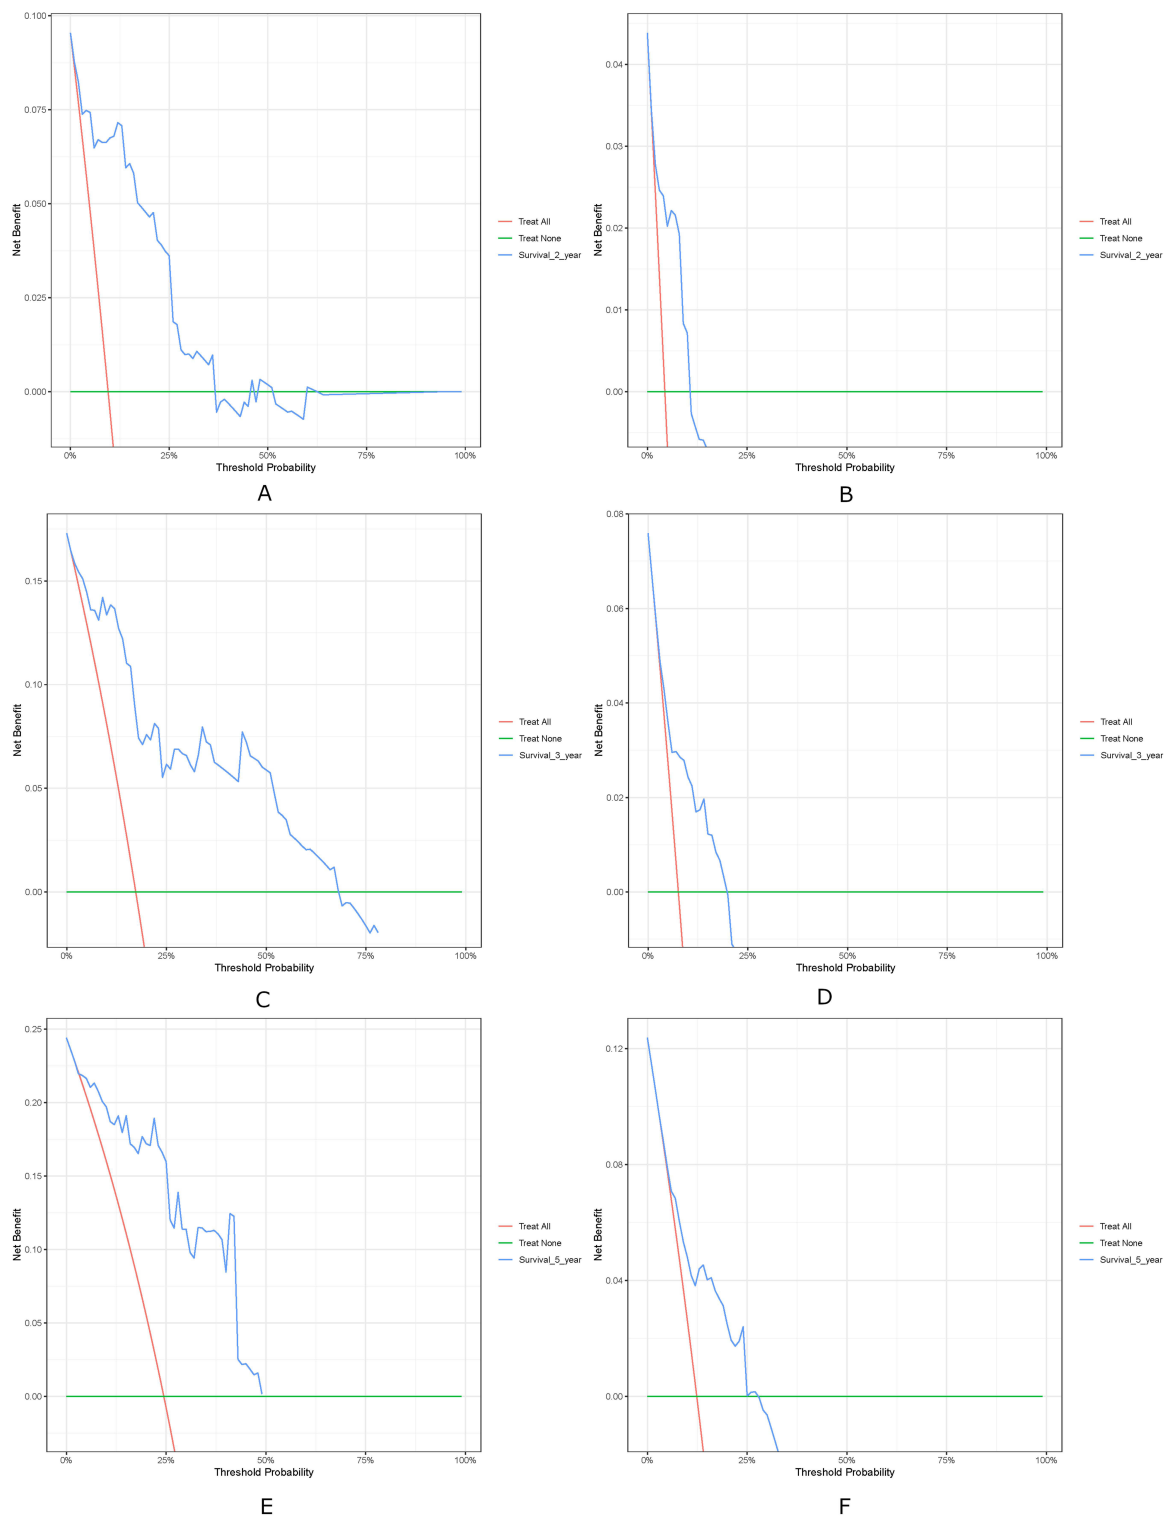 0.100
0.075
0.050
0.025
0.000
Net Benefit
0% 25% 50% 75% 100%
Threshold Probability
Treat All
Treat None
Survival_2_year
A
0.04
0.03
0.02
0.01
0.00
Net Benefit
0% 25% 50% 75% 100%
Threshold Probability
Treat All
Treat None
Survival_2_year
B
0.15
0.10
0.05
0.00
Net Benefit
0% 25% 50% 75% 100%
Threshold Probability
Treat All
Treat None
Survival_3_year
C
0.08
0.06
0.04
0.02
0.00
Net Benefit
0% 25% 50% 75% 100%
Threshold Probability
Treat All
Treat None
Survival_3_year
D
0.25
0.20
0.15
0.10
0.05
0.00
Net Benefit
0% 25% 50% 75% 100%
Threshold Probability
Treat All
Treat None
Survival_5_year
E
0.12
0.08
0.04
0.00
Net Benefit
0% 25% 50% 75% 100%
Threshold Probability
Treat All
Treat None
Survival_5_year
F